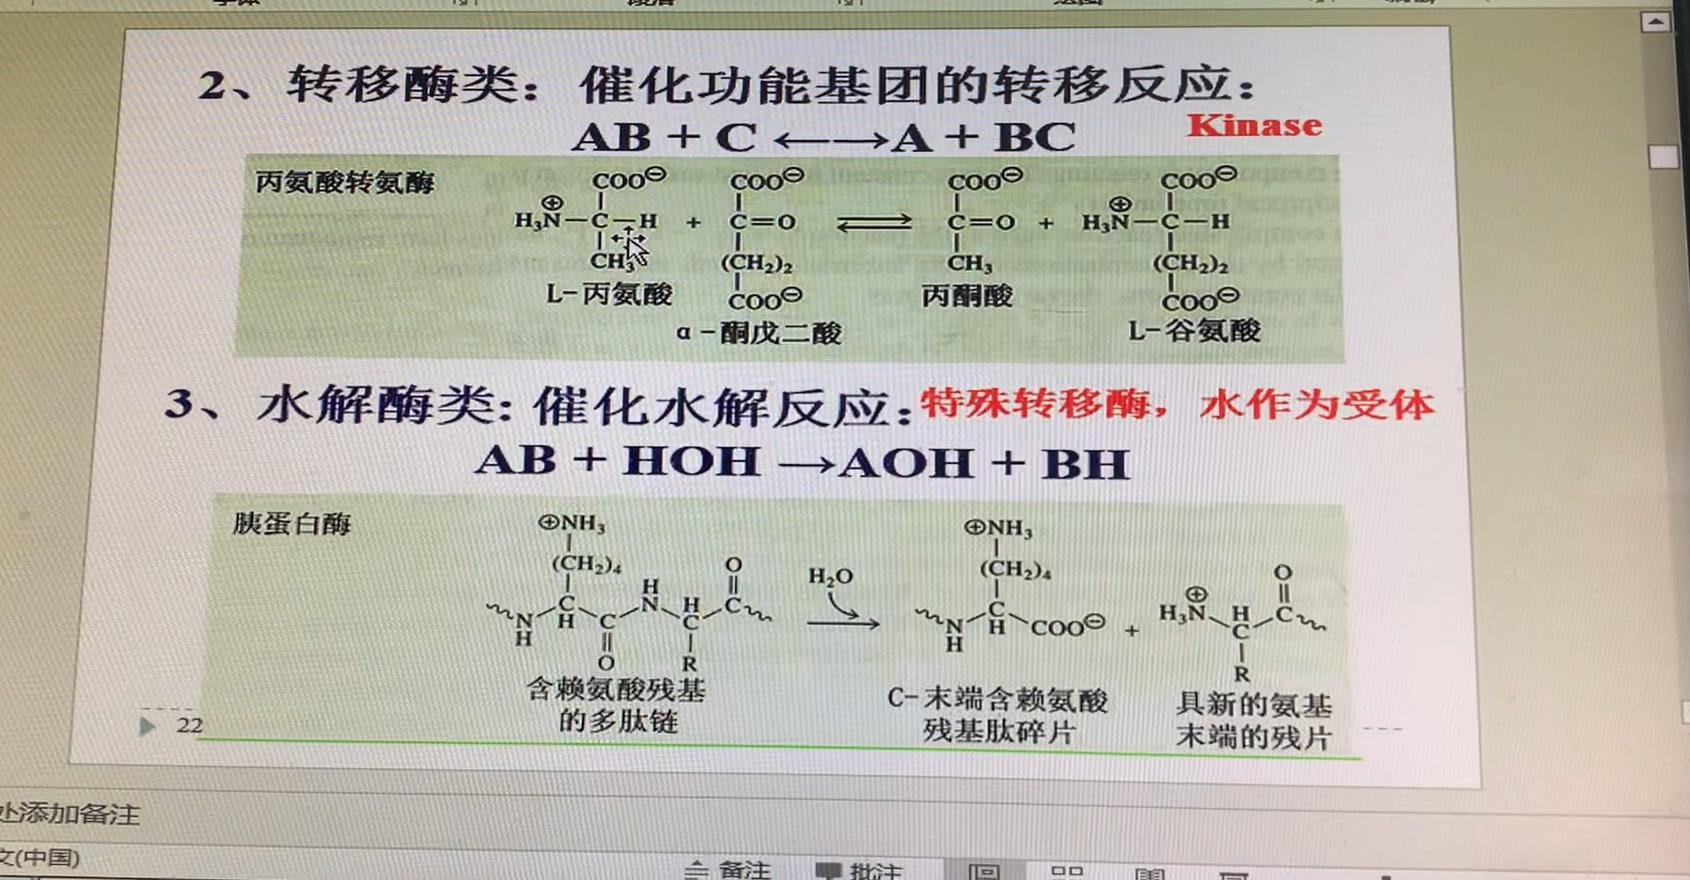 2、转移酶类：催化功能基团的转移反应：
AB + C ←→A + BC
Kinase
丙氨酸转氨酶
COO⊖ COO⊖ COO⊖ COO⊖
⊕ ⊕
H₃N—C—H + C=O ⇌ C=O + H₃N—C—H
CH₃ (CH₂)₂ CH₃ (CH₂)₂
L-丙氨酸 COO⊖ 丙酮酸 COO⊖
α-酮戊二酸 L-谷氨酸
3、水解酶类：催化水解反应：特殊转移酶，水作为受体
AB + HOH →AOH + BH
胰蛋白酶
⊕NH₃ ⊕NH₃
(CH₂)₄ (CH₂)₄
O H₂O O
H ⊕
N H C C H₃N H C
C C C COO⊖ + C
N H N H
H H
O R R
含赖氨酸残基
的多肽链
C-末端含赖氨酸
残基肽碎片
具新的氨基
末端的残片
22
处添加备注
文(中国)
备注 批注